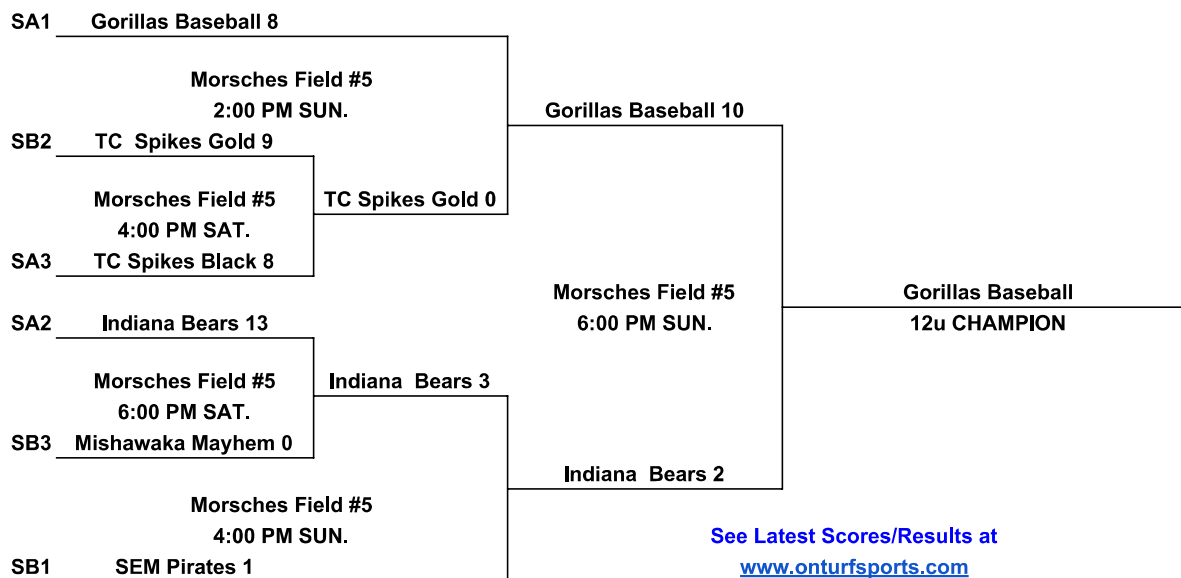 SA1 Gorillas Baseball 8
Morsches Field #5
2:00 PM SUN.
Gorillas Baseball 10
SB2 TC Spikes Gold 9
Morsches Field #5
4:00 PM SAT.
TC Spikes Gold 0
SA3 TC Spikes Black 8
Morsches Field #5
6:00 PM SUN.
Gorillas Baseball
12u CHAMPION
SA2 Indiana Bears 13
Morsches Field #5
6:00 PM SAT.
Indiana Bears 3
SB3 Mishawaka Mayhem 0
Indiana Bears 2
Morsches Field #5
4:00 PM SUN.
SB1 SEM Pirates 1
See Latest Scores/Results at
www.onturfsports.com